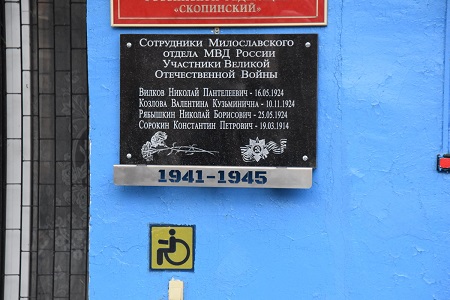 "СКОПИНСКИЙ"
Сотрудники Милославского
отдела МВД России
Участники Великой
Отечественной Войны
Вилков Николай Пантелеевич - 16.05.1924
Козлова Валентина Кузьминична - 10.11.1924
Рябышкин Николай Борисович - 25.05.1924
Сорокин Константин Петрович - 19.03.1914
1941-1945